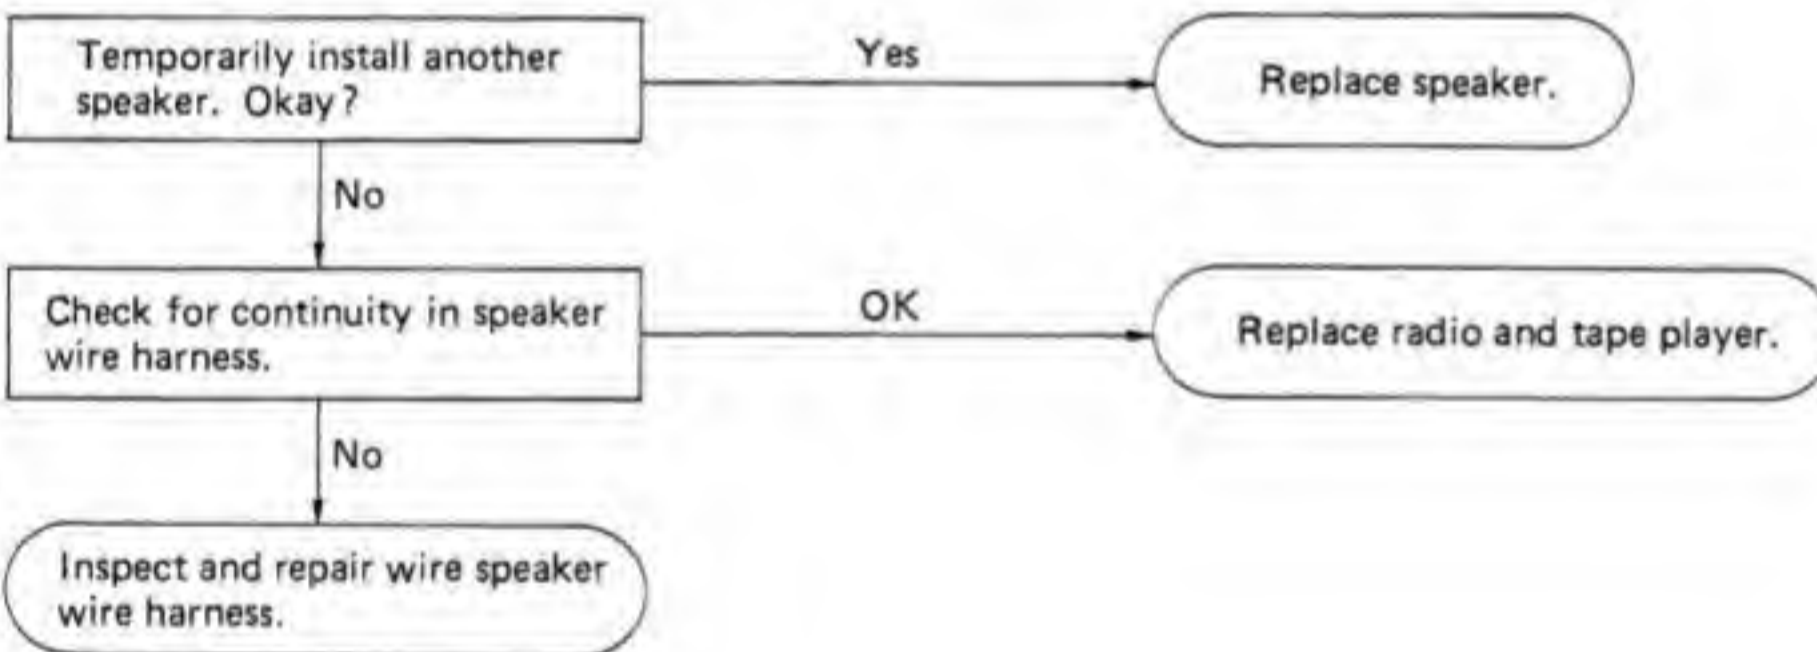 Temporarily install another
speaker. Okay?
Yes
Replace speaker.
No
Check for continuity in speaker
wire harness.
OK
Replace radio and tape player.
No
Inspect and repair wire speaker
wire harness.